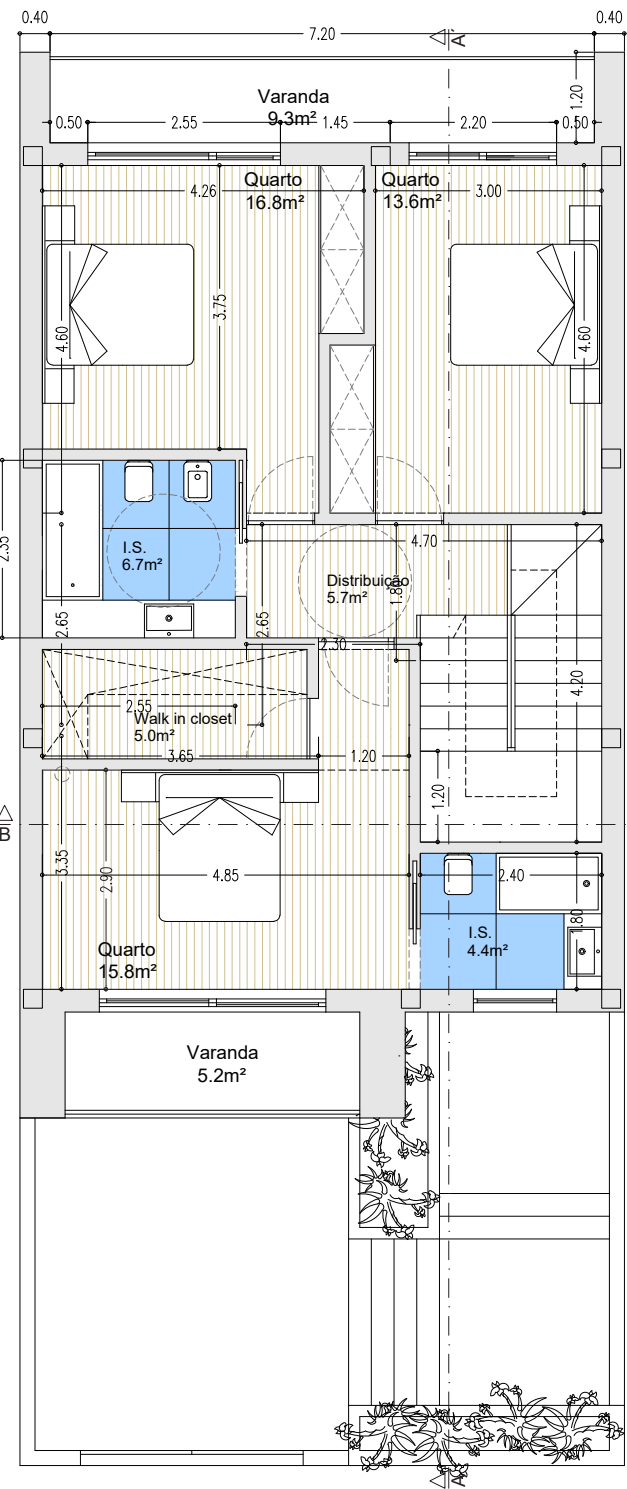 0.40
7.20
0.40
A
Varanda
9.3m²
1.20
0.50
2.55
1.45
2.20
0.50
Quarto
16.8m²
Quarto
13.6m²
4.26
3.00
3.75
4.60
4.60
2.35
I.S.
6.7m²
4.70
Distribuição
5.7m²
1.80
2.65
2.65
2.30
4.20
2.55
Walk in closet
5.0m²
3.65
1.20
1.20
B
3.35
2.90
4.85
2.40
1.80
I.S.
4.4m²
Quarto
15.8m²
Varanda
5.2m²
A